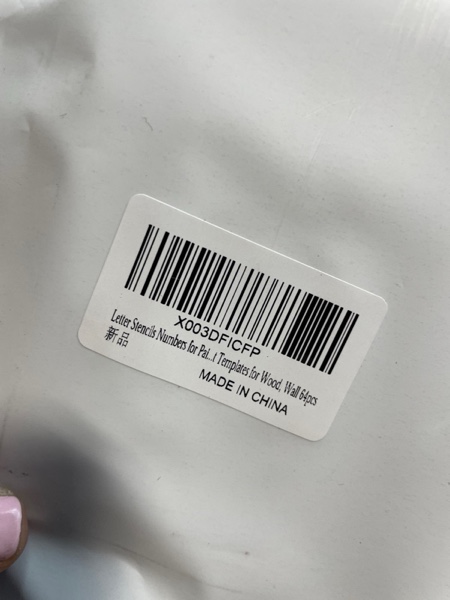 X003DFICFP
Letter Stencils Numbers for Pai...t Templates for Wood, Wall 64pcs
新品
MADE IN CHINA